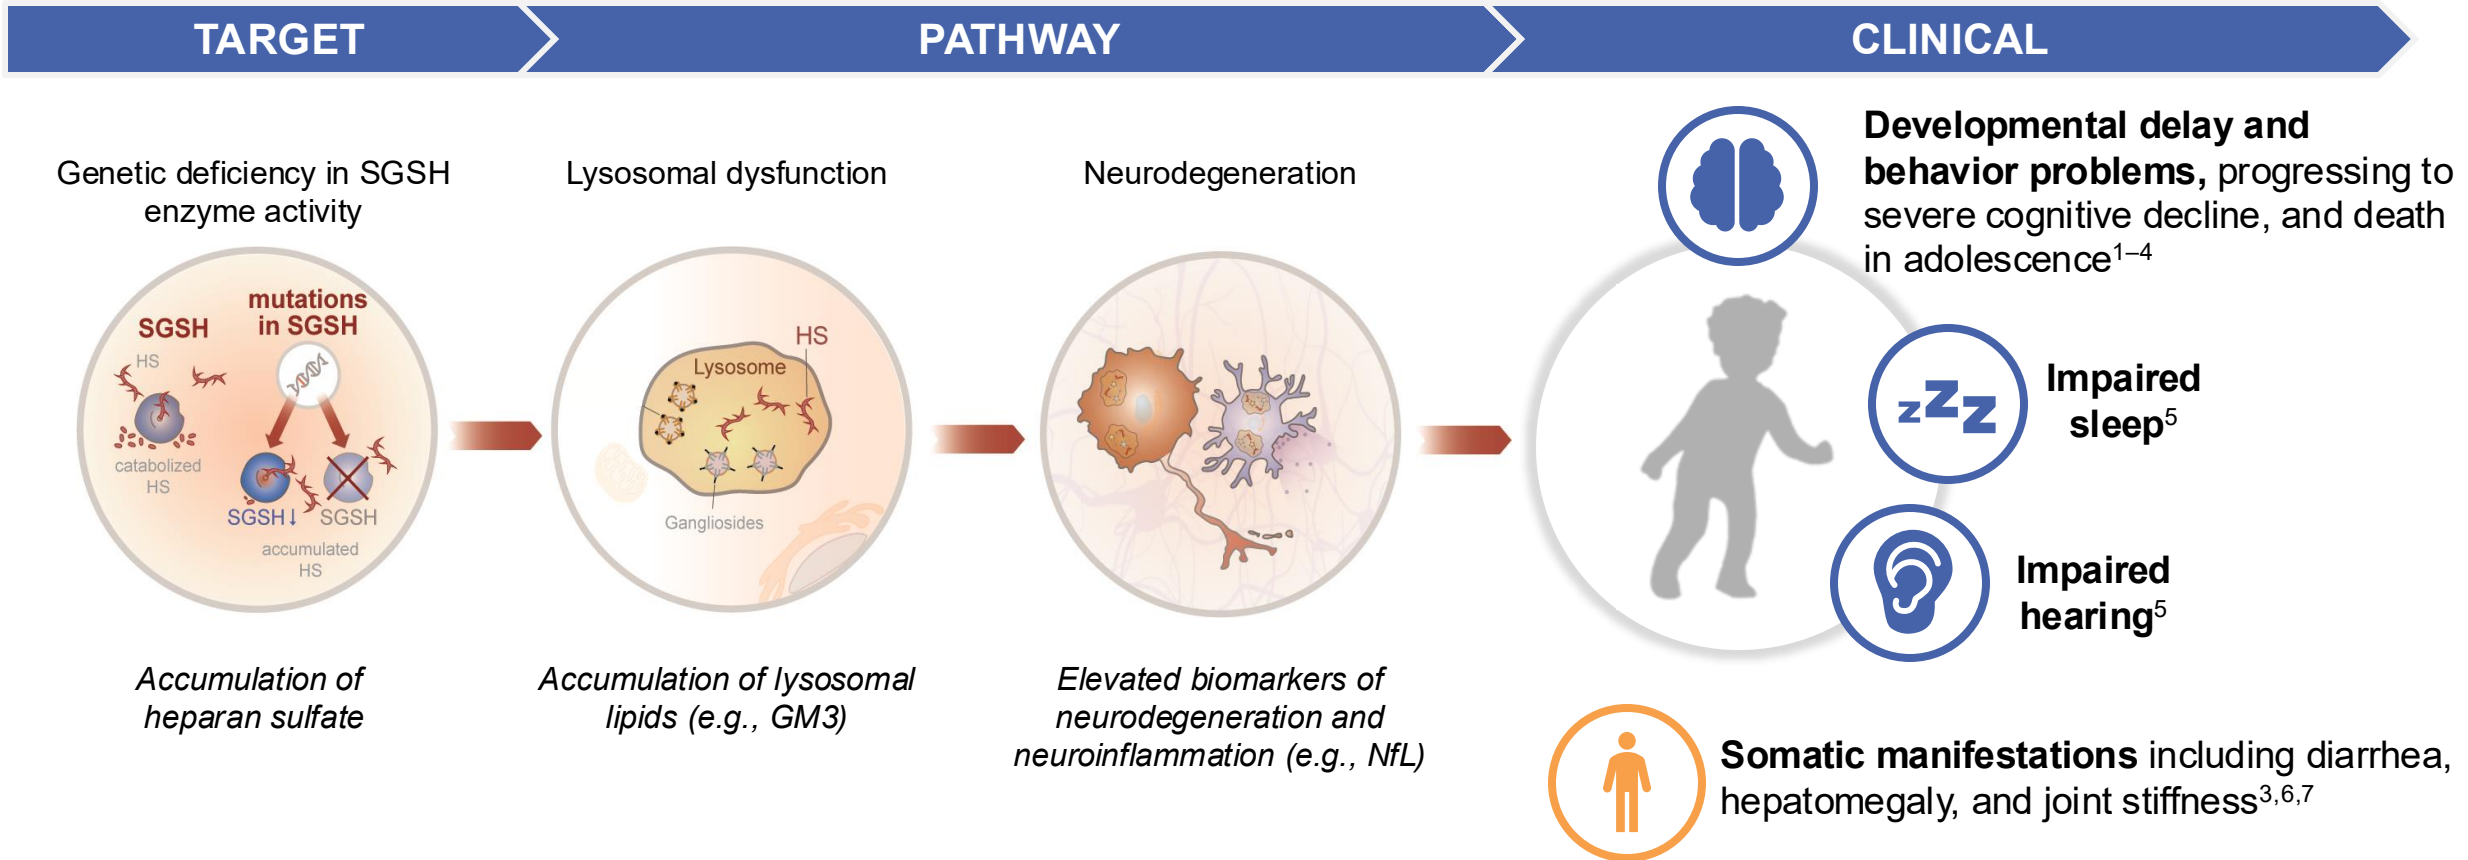 TARGET
PATHWAY
CLINICAL
Genetic deficiency in SGSH
enzyme activity
mutations
in SGSH
SGSH
HS
catabolized
HS
SGSH↓
SGSH
accumulated
HS
Accumulation of
heparan sulfate
Lysosomal dysfunction
HS
Lysosome
Gangliosides
Accumulation of lysosomal
lipids (e.g., GM3)
Neurodegeneration
Elevated biomarkers of
neurodegeneration and
neuroinflammation (e.g., NfL)
Developmental delay and
behavior problems, progressing to
severe cognitive decline, and death
in adolescence1–4
zzz
Impaired
sleep5
Impaired
hearing5
Somatic manifestations including diarrhea,
hepatomegaly, and joint stiffness3,6,7